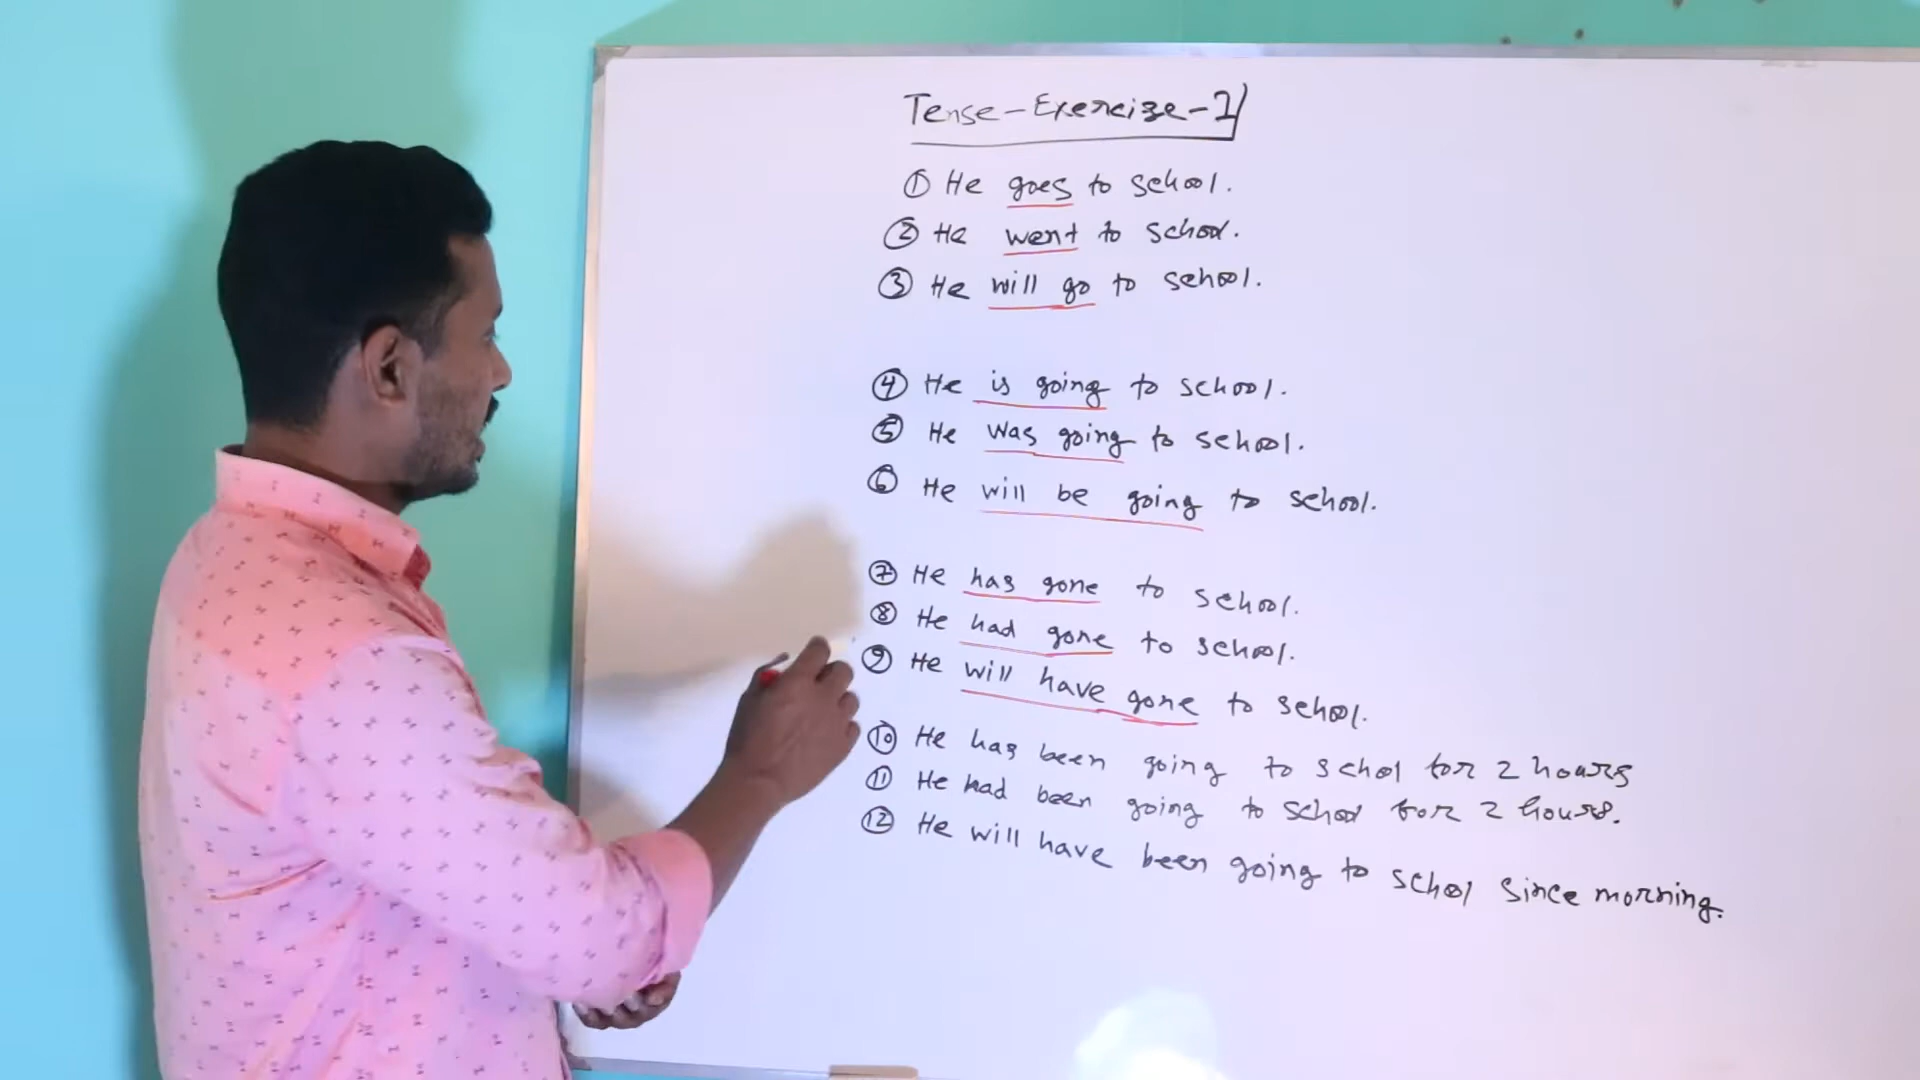 Tense-Exercize-1
① He goes to school.
② He went to school.
③ He will go to school.
④ He is going to school.
⑤ He was going to school.
⑥ He will be going to school.
⑦ He has gone to school.
⑧ He had gone to school.
⑨ He will have gone to school.
⑩ He has been going to school for 2 hours
⑪ He had been going to school for 2 hours.
⑫ He will have been going to school since morning.